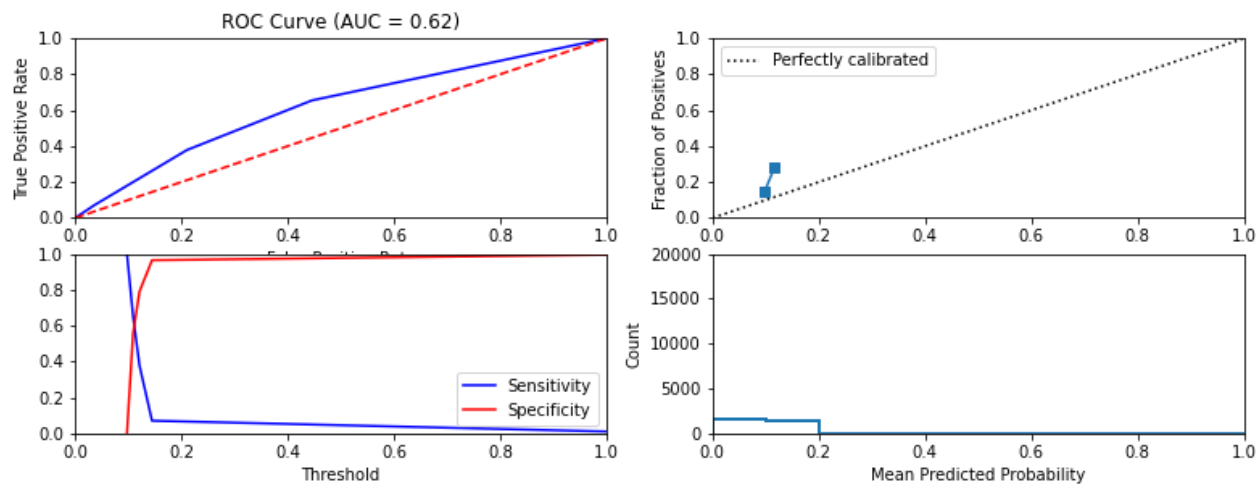 ROC Curve (AUC = 0.62)
True Positive Rate
1.0
0.8
0.6
0.4
0.2
0.0
0.0 0.2 0.4 0.6 0.8 1.0
Fraction of Positives
1.0
0.8
0.6
0.4
0.2
0.0
Perfectly calibrated
0.0 0.2 0.4 0.6 0.8 1.0
1.0
0.8
0.6
0.4
0.2
0.0
Sensitivity
Specificity
0.0 0.2 0.4 0.6 0.8 1.0
Threshold
Count
20000
15000
10000
5000
0
0.0 0.2 0.4 0.6 0.8 1.0
Mean Predicted Probability